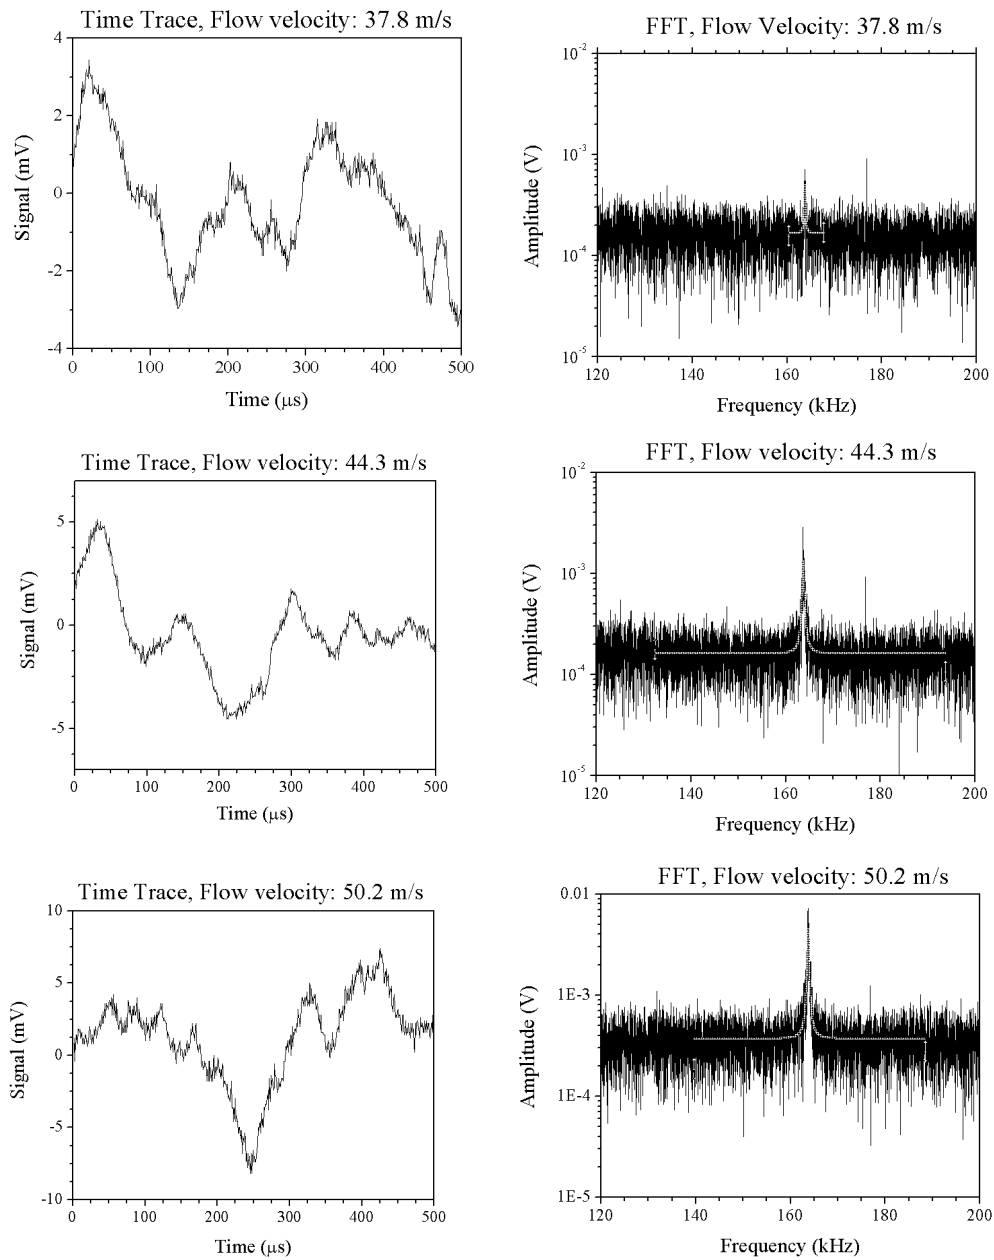 Time Trace, Flow velocity: 37.8 m/s
4
2
0
-2
-4
Signal (mV)
0 100 200 300 400 500
Time (μs)
FFT, Flow Velocity: 37.8 m/s
10^-2
10^-3
10^-4
10^-5
Amplitude (V)
120 140 160 180 200
Frequency (kHz)
Time Trace, Flow velocity: 44.3 m/s
5
0
-5
Signal (mV)
0 100 200 300 400 500
Time (μs)
FFT, Flow velocity: 44.3 m/s
10^-2
10^-3
10^-4
10^-5
Amplitude (V)
120 140 160 180 200
Frequency (kHz)
Time Trace, Flow velocity: 50.2 m/s
10
5
0
-5
-10
Signal (mV)
0 100 200 300 400 500
Time (μs)
FFT, Flow velocity: 50.2 m/s
0.01
1E-3
1E-4
1E-5
Amplitude (V)
120 140 160 180 200
Frequency (kHz)